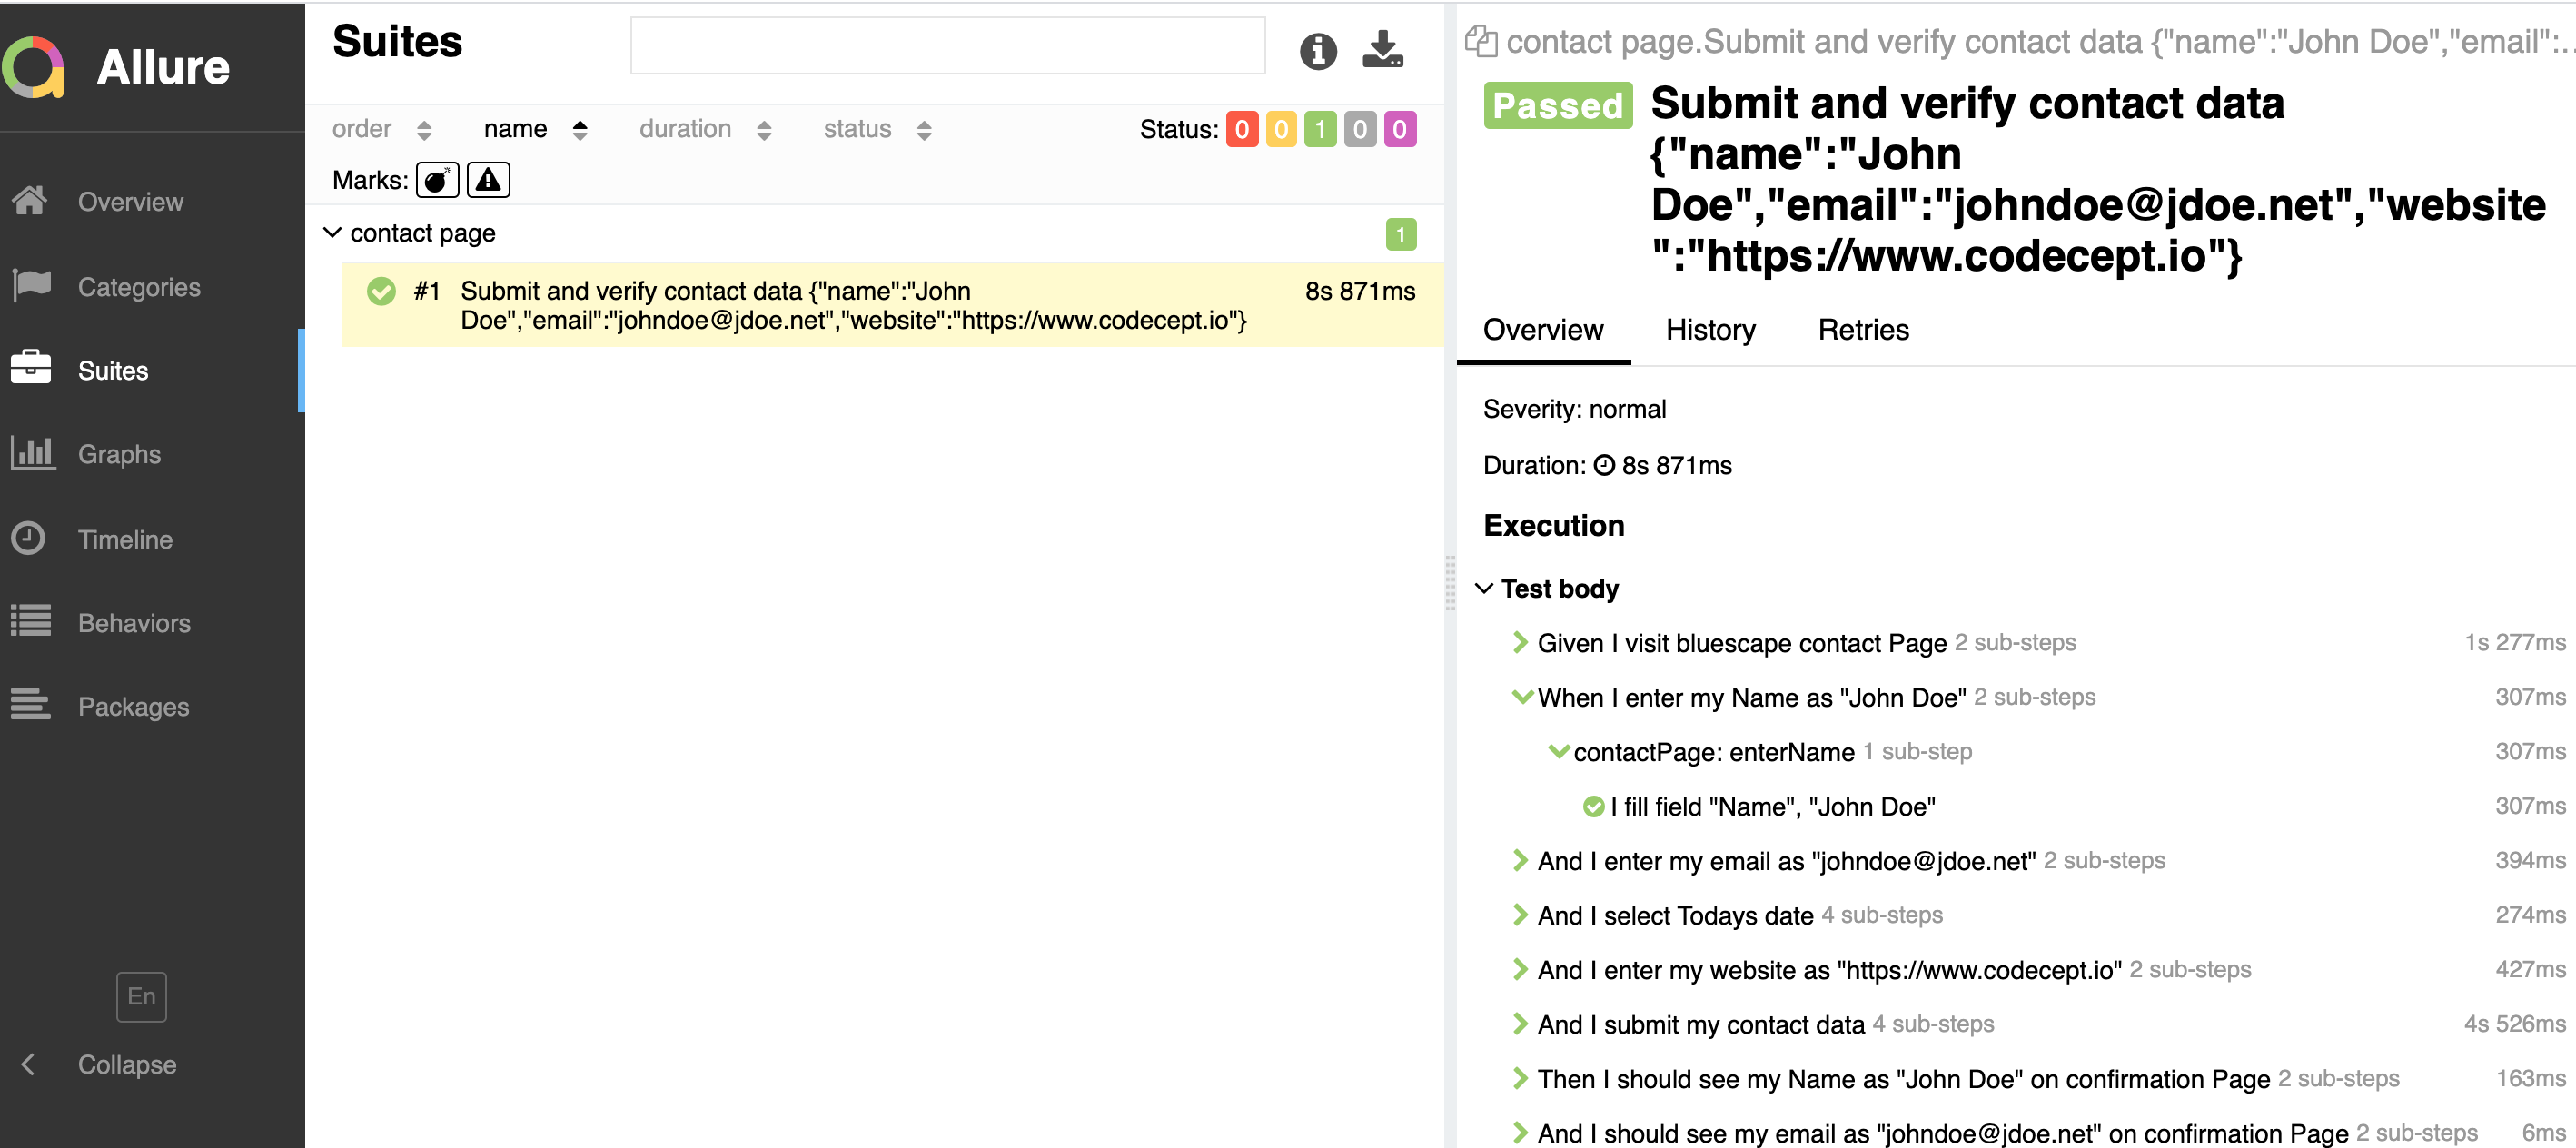 Allure
Overview
Categories
Suites
Graphs
Timeline
Behaviors
Packages
En
Collapse
Suites
order name duration status Status: 0 0 1 0 0
Marks:
contact page 1
#1 Submit and verify contact data {"name":"John 8s 871ms
Doe","email":"johndoe@jdoe.net","website":"https://www.codecept.io"}
contact page.Submit and verify contact data {"name":"John Doe","email":..
Passed Submit and verify contact data
{"name":"John
Doe","email":"johndoe@jdoe.net","website
":"https://www.codecept.io"}
Overview History Retries
Severity: normal
Duration: 8s 871ms
Execution
Test body
Given I visit bluescape contact Page 2 sub-steps 1s 277ms
When I enter my Name as "John Doe" 2 sub-steps 307ms
contactPage: enterName 1 sub-step 307ms
I fill field "Name", "John Doe" 307ms
And I enter my email as "johndoe@jdoe.net" 2 sub-steps 394ms
And I select Todays date 4 sub-steps 274ms
And I enter my website as "https://www.codecept.io" 2 sub-steps 427ms
And I submit my contact data 4 sub-steps 4s 526ms
Then I should see my Name as "John Doe" on confirmation Page 2 sub-steps 163ms
And I should see my email as "johndoe@jdoe.net" on confirmation Page 2 sub-steps 6ms